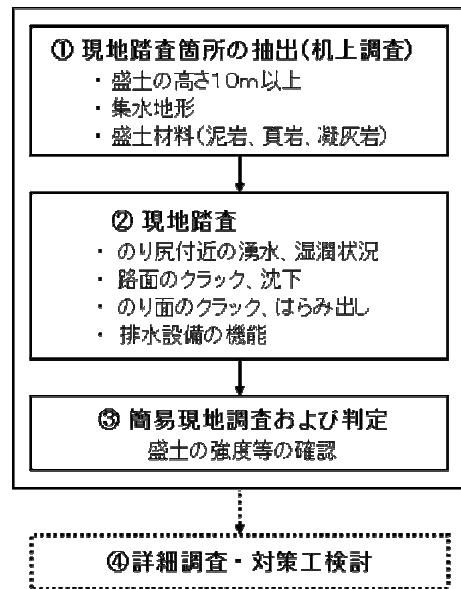 ① 現地踏査箇所の抽出(机上調査)
・ 盛土の高さ10m以上
・ 集水地形
・ 盛土材料(泥岩、頁岩、凝灰岩)
② 現地踏査
・ のり尻付近の湧水、湿潤状況
・ 路面のクラック、沈下
・ のり面のクラック、はらみ出し
・ 排水設備の機能
③ 簡易現地調査および判定
盛土の強度等の確認
④詳細調査・対策工検討